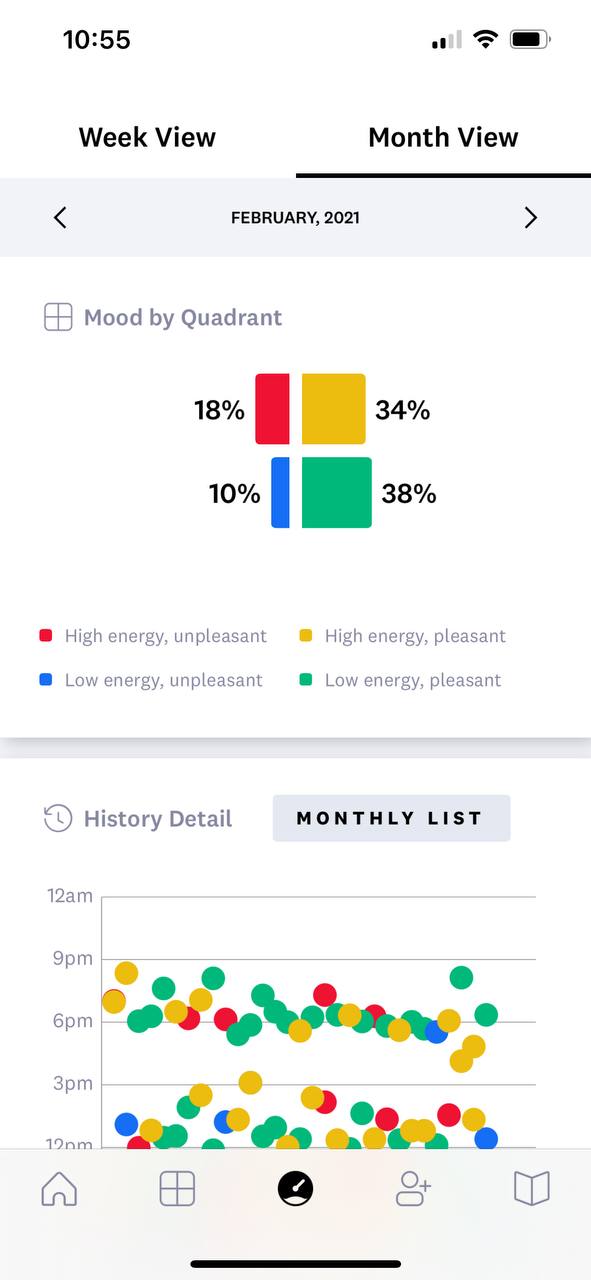 10:55
Week View Month View
FEBRUARY, 2021
Mood by Quadrant
18% 34%
10% 38%
High energy, unpleasant High energy, pleasant
Low energy, unpleasant Low energy, pleasant
History Detail MONTHLY LIST
12am
9pm
6pm
3pm
12pm